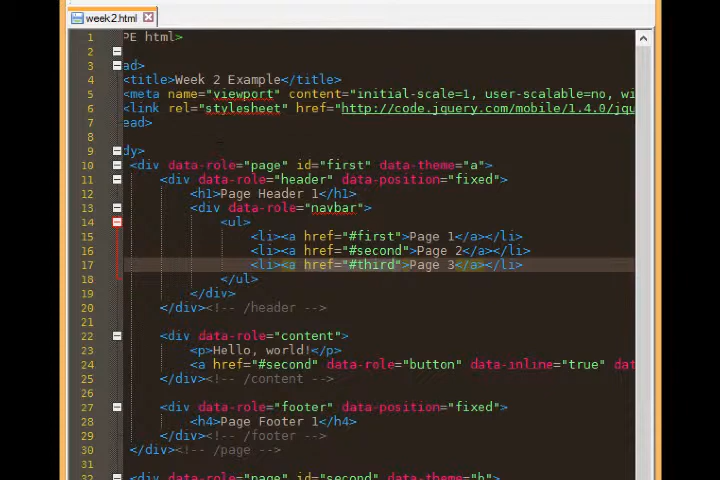 week2.html
1 PE html>
2
3 ad>
4 <title>Week 2 Example</title>
5 <meta name="viewport" content="initial-scale=1, user-scalable=no, wi
6 <link rel="stylesheet" href="http://code.jquery.com/mobile/1.4.0/jqu
7 ead>
8
9 dy>
10 <div data-role="page" id="first" data-theme="a">
11 <div data-role="header" data-position="fixed">
12 <h1>Page Header 1</h1>
13 <div data-role="navbar">
14 <ul>
15 <li><a href="#first">Page 1</a></li>
16 <li><a href="#second">Page 2</a></li>
17 <li><a href="#third">Page 3</a></li>
18 </ul>
19 </div>
20 </div><!-- /header -->
21
22 <div data-role="content">
23 <p>Hello, world!</p>
24 <a href="#second" data-role="button" data-inline="true" dat
25 </div><!-- /content -->
26
27 <div data-role="footer" data-position="fixed">
28 <h4>Page Footer 1</h4>
29 </div><!-- /footer -->
30 </div><!-- /page -->
31
32 <div data-role="page" id="second" data-theme="b">